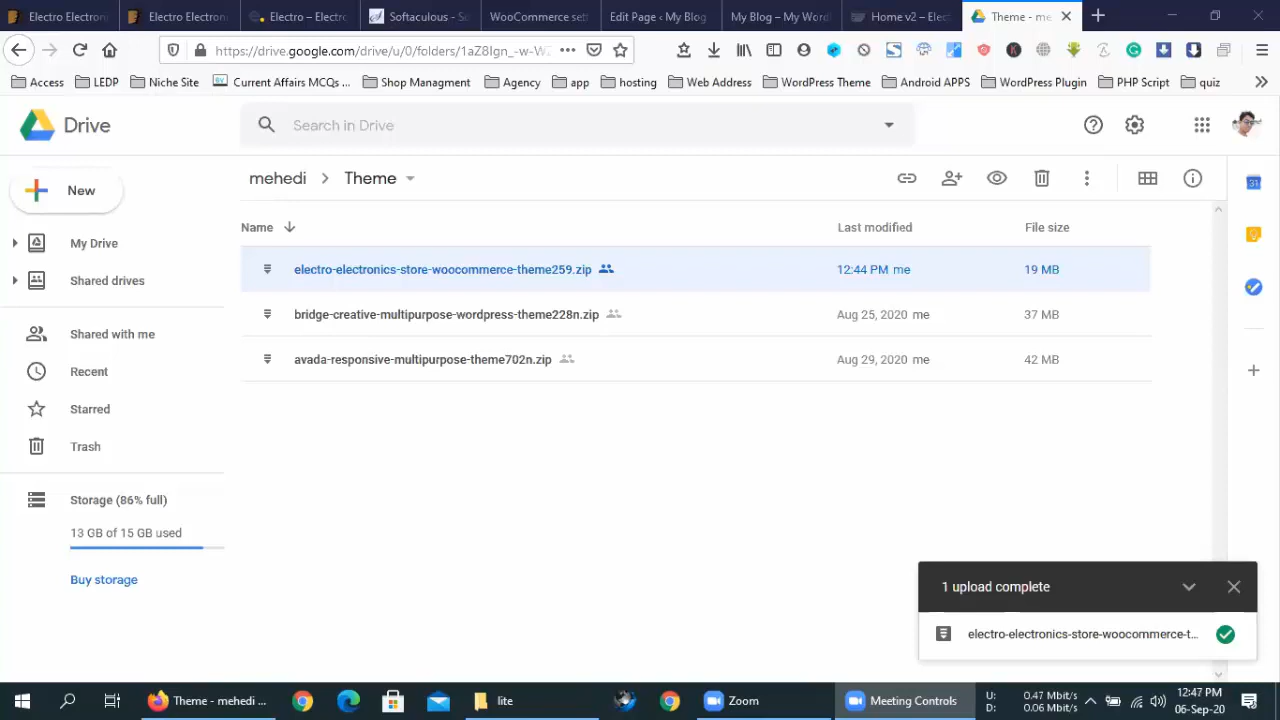 Electro Electroni
Electro Electron
Electro – Electro
Softaculous - So
WooCommerce sett
Edit Page ‹ My Blog
My Blog – My Word
Home v2 – Elect
Theme - me
https://drive.google.com/drive/u/0/folders/1aZ8Ign_-w-W
Access
LEDP
Niche Site
Current Affairs MCQs ...
Shop Managment
Agency
app
hosting
Web Address
WordPress Theme
Android APPS
WordPress Plugin
PHP Script
quiz
Drive
Search in Drive
New
mehedi > Theme
Name
Last modified
File size
My Drive
electro-electronics-store-woocommerce-theme259.zip
12:44 PM me
19 MB
Shared drives
bridge-creative-multipurpose-wordpress-theme228n.zip
Aug 25, 2020 me
37 MB
Shared with me
avada-responsive-multipurpose-theme702n.zip
Aug 29, 2020 me
42 MB
Recent
Starred
Trash
Storage (86% full)
13 GB of 15 GB used
Buy storage
1 upload complete
electro-electronics-store-woocommerce-t...
Theme - mehedi ...
lite
Zoom
Meeting Controls
U: 0.47 Mbit/s
D: 0.06 Mbit/s
12:47 PM
06-Sep-20